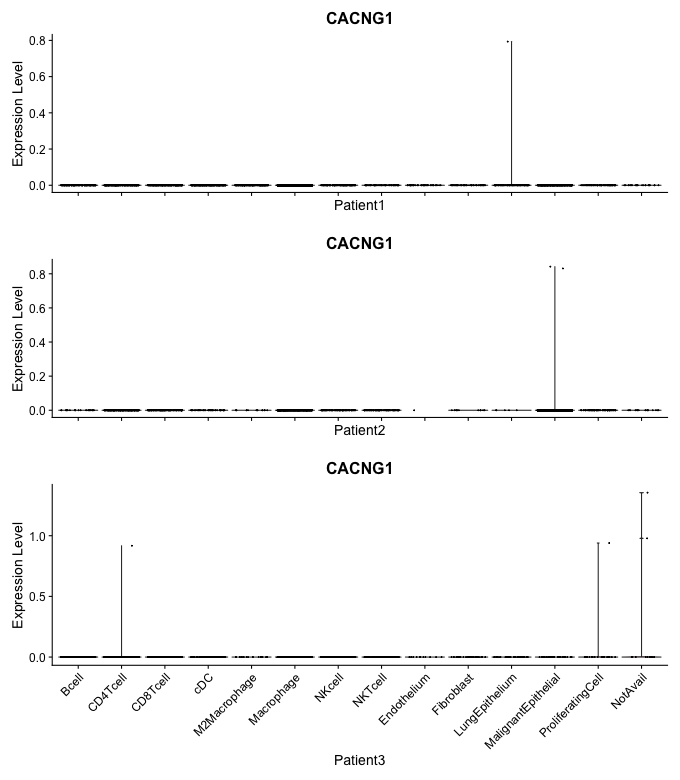 CACNG1
Expression Level
0.8
0.6
0.4
0.2
0.0
Patient1
CACNG1
Expression Level
0.8
0.6
0.4
0.2
0.0
Patient2
CACNG1
Expression Level
1.0
0.5
0.0
Bcell
CD4Tcell
CD8Tcell
cDC
M2Macrophage
Macrophage
NKcell
NKTcell
Endothelium
Fibroblast
LungEpithelium
MalignantEpithelial
ProliferatingCell
NotAvail
Patient3